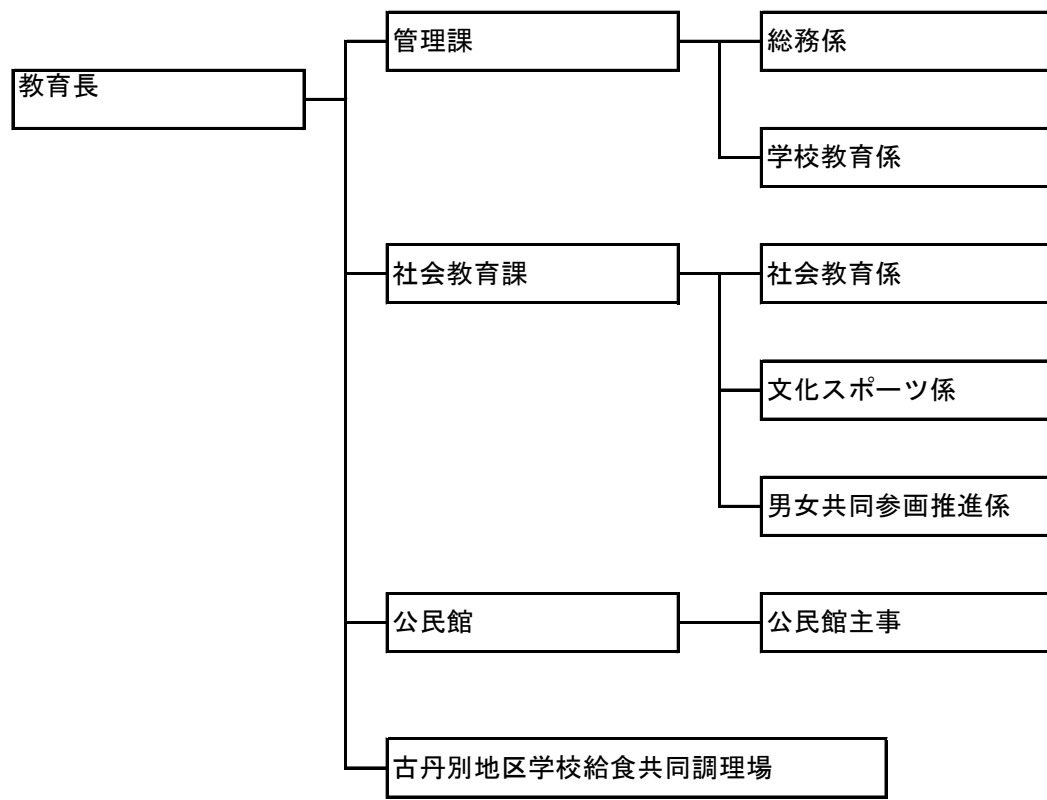 教育長
管理課
総務係
学校教育係
社会教育課
社会教育係
文化スポーツ係
男女共同参画推進係
公民館
公民館主事
古丹別地区学校給食共同調理場